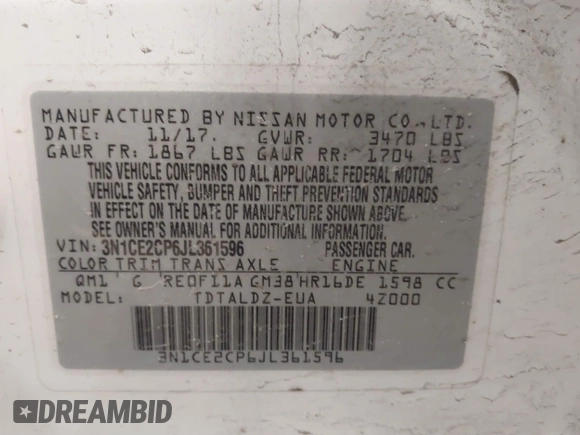 MANUFACTURED BY NISSAN MOTOR CO.,LTD.
DATE: 11/17. GVWR: 3470 LBS
GAWR FR: 1867 LBS GAWR RR: 1704 LBS
THIS VEHICLE CONFORMS TO ALL APPLICABLE FEDERAL MOTOR
VEHICLE SAFETY, BUMPER AND THEFT PREVENTION STANDARDS
IN EFFECT ON THE DATE OF MANUFACTURE SHOWN ABOVE.
SEE OWNER'S MANUAL FOR ADDITIONAL INFORMATION.
VIN: 3N1CE2CP6JL361596 PASSENGER CAR.
COLOR TRIM TRANS AXLE ENGINE
QM1 G RE0F11A GM38 HR16DE 1598 CC
MODEL: TDTALDZ-EUA 4Z000
3N1CE2CP6JL361596
DREAMBID